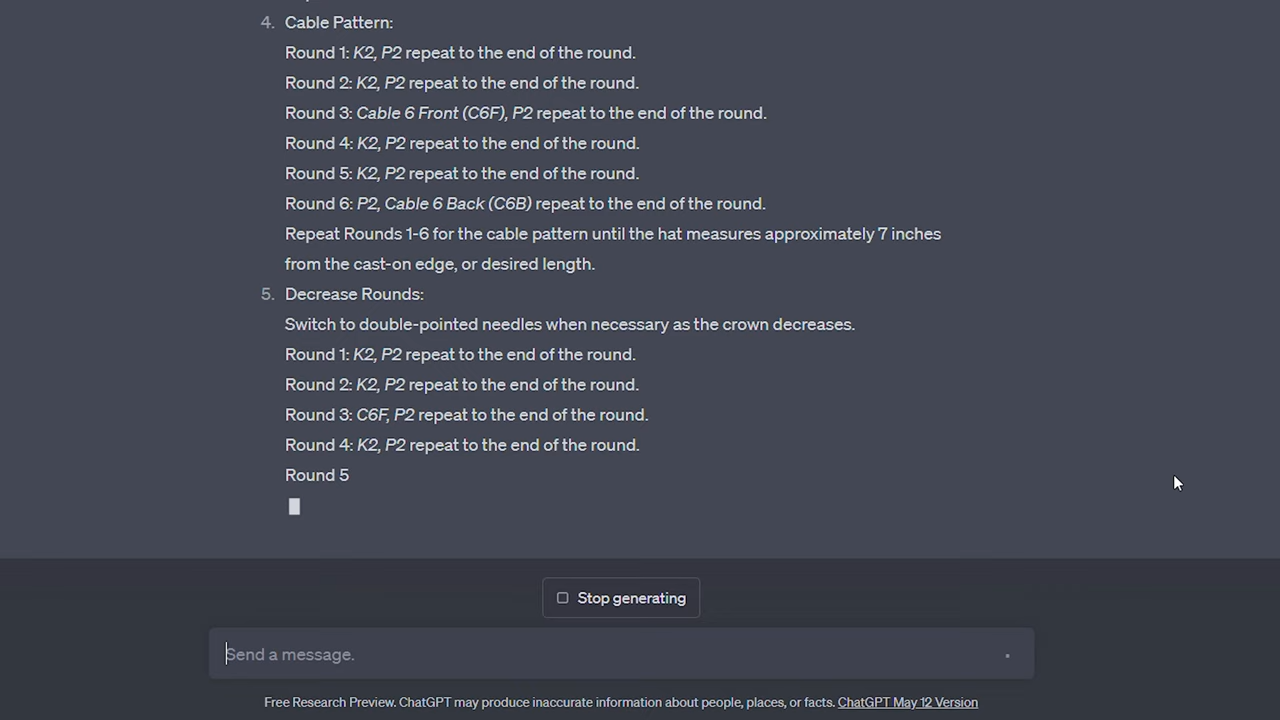 4. Cable Pattern:
Round 1: K2, P2 repeat to the end of the round.
Round 2: K2, P2 repeat to the end of the round.
Round 3: Cable 6 Front (C6F), P2 repeat to the end of the round.
Round 4: K2, P2 repeat to the end of the round.
Round 5: K2, P2 repeat to the end of the round.
Round 6: P2, Cable 6 Back (C6B) repeat to the end of the round.
Repeat Rounds 1-6 for the cable pattern until the hat measures approximately 7 inches
from the cast-on edge, or desired length.
5. Decrease Rounds:
Switch to double-pointed needles when necessary as the crown decreases.
Round 1: K2, P2 repeat to the end of the round.
Round 2: K2, P2 repeat to the end of the round.
Round 3: C6F, P2 repeat to the end of the round.
Round 4: K2, P2 repeat to the end of the round.
Round 5
Stop generating
Send a message.
Free Research Preview. ChatGPT may produce inaccurate information about people, places, or facts. ChatGPT May 12 Version